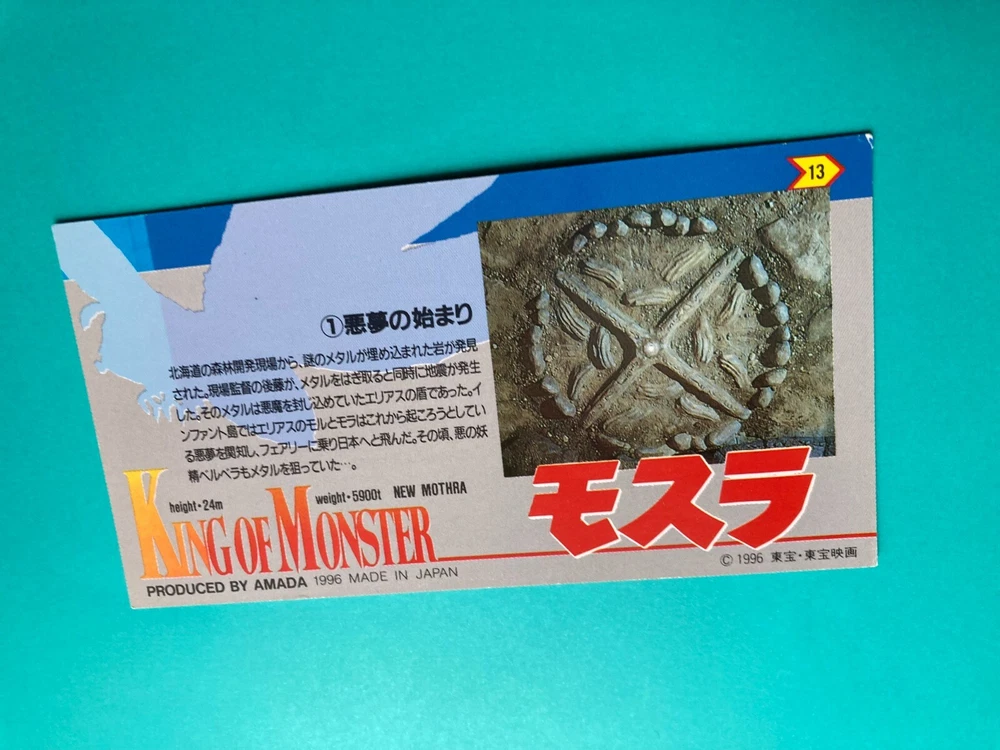 13
①悪夢の始まり
北海道の森林開発現場から、謎のメタルが埋め込まれた岩が発見
された。現場監督の後藤が、メタルをはぎ取ると同時に地震が発生
した。そのメタルは悪魔を封じ込めていたエリアスの盾であった。イ
ンファント島ではエリアスのモルとモラはこれから起ころうとしてい
る悪夢を関知し、フェアリーに乗り日本へと飛んだ。その頃、悪の妖
精ベルベラもメタルを狙っていた…。
height・24m weight・5900t NEW MOTHRA
KING OF MONSTER
モスラ
PRODUCED BY AMADA 1996 MADE IN JAPAN
© 1996 東宝・東宝映画